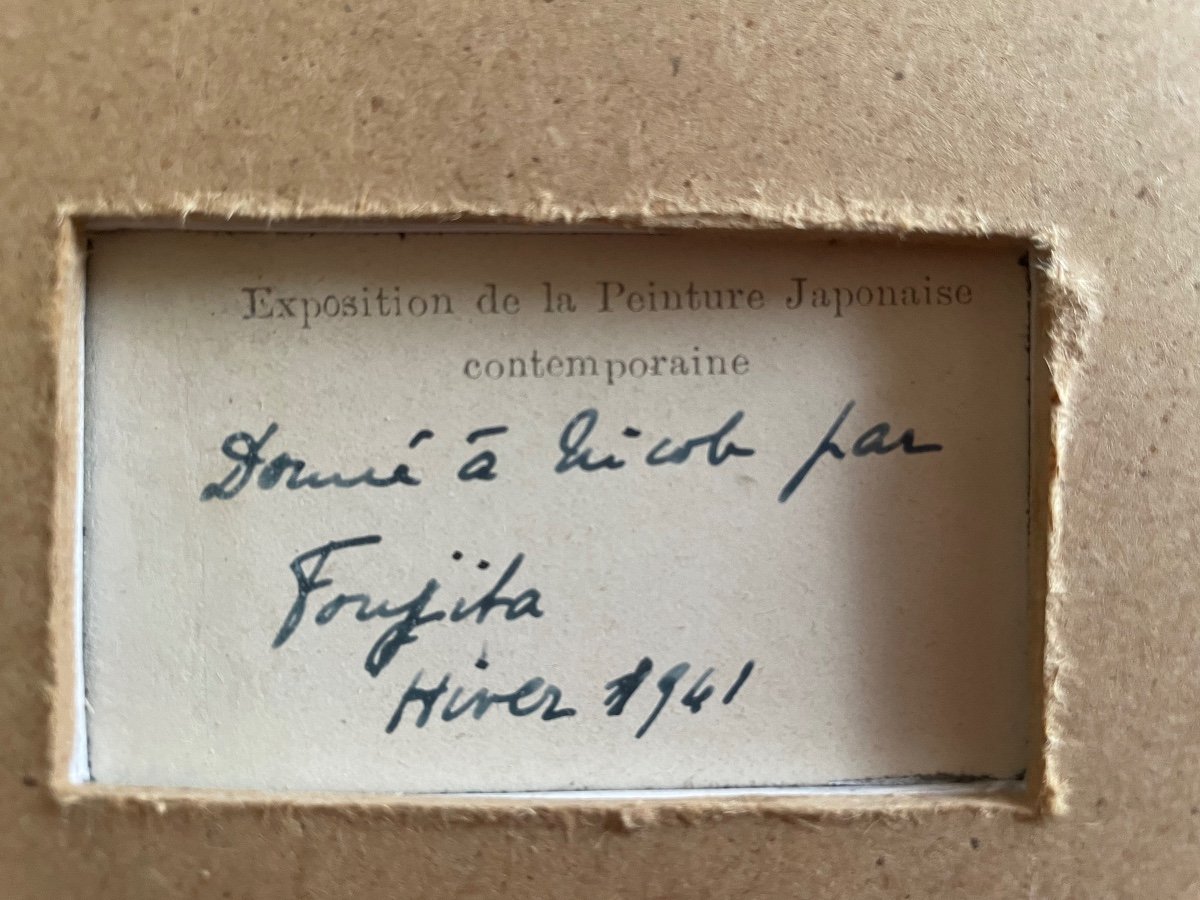 Exposition de la Peinture Japonaise
contemporaine
Donné à par
Foujita
Hiver 1941